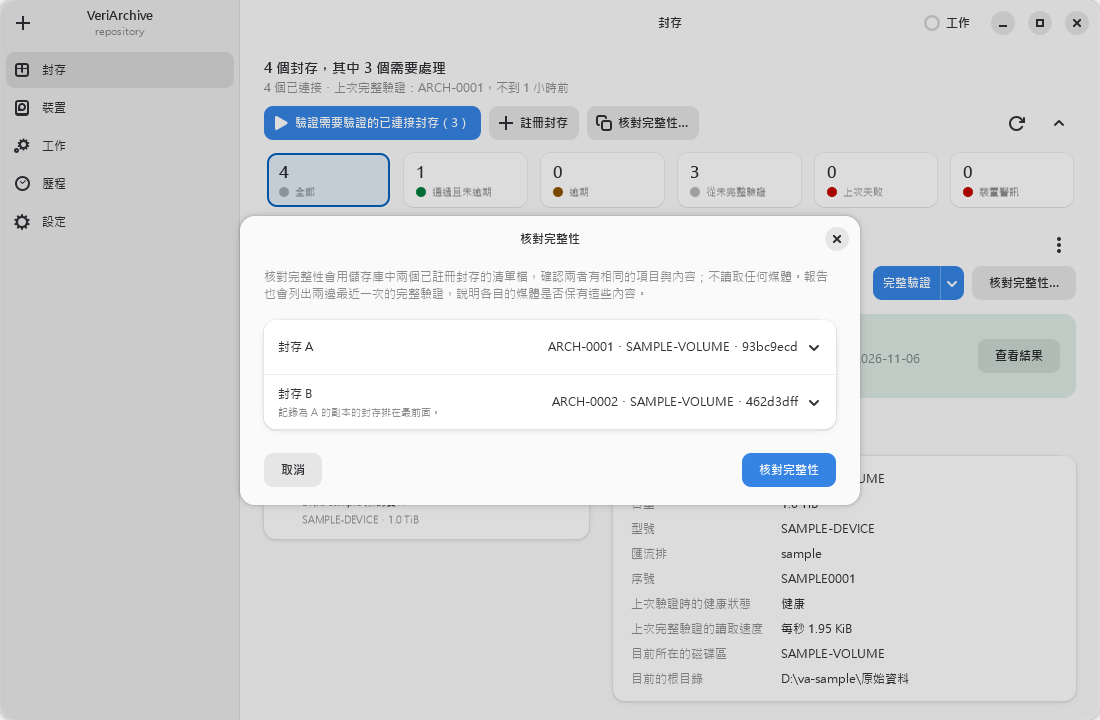 VeriArchive
repository
封存
裝置
工作
歷程
設定
封存
工作
4 個封存，其中 3 個需要處理
4 個已連接 · 上次完整驗證：ARCH-0001，不到 1 小時前
驗證需要驗證的已連接封存（3）
註冊封存
核對完整性...
4
全部
1
通過且未逾期
0
逾期
3
從未完整驗證
0
上次失敗
0
裝置警訊
完整驗證
核對完整性...
026-11-06
查看結果
核對完整性
核對完整性會用儲存庫中兩個已註冊封存的清單檔，確認兩者有相同的項目與內容；不讀取任何媒體。報告
也會列出兩邊最近一次的完整驗證，說明各自的媒體是否保有這些內容。
封存 A
ARCH-0001 · SAMPLE-VOLUME · 93bc9ecd
封存 B
記錄為 A 的副本的封存排在最前面。
ARCH-0002 · SAMPLE-VOLUME · 462d3dff
取消
核對完整性
SAMPLE-DEVICE · 1.0 TiB
UME
型號
SAMPLE-DEVICE
匯流排
sample
序號
SAMPLE0001
上次驗證時的健康狀態
健康
上次完整驗證的讀取速度
每秒 1.95 KiB
目前所在的磁碟區
SAMPLE-VOLUME
目前的根目錄
D:\va-sample\原始資料